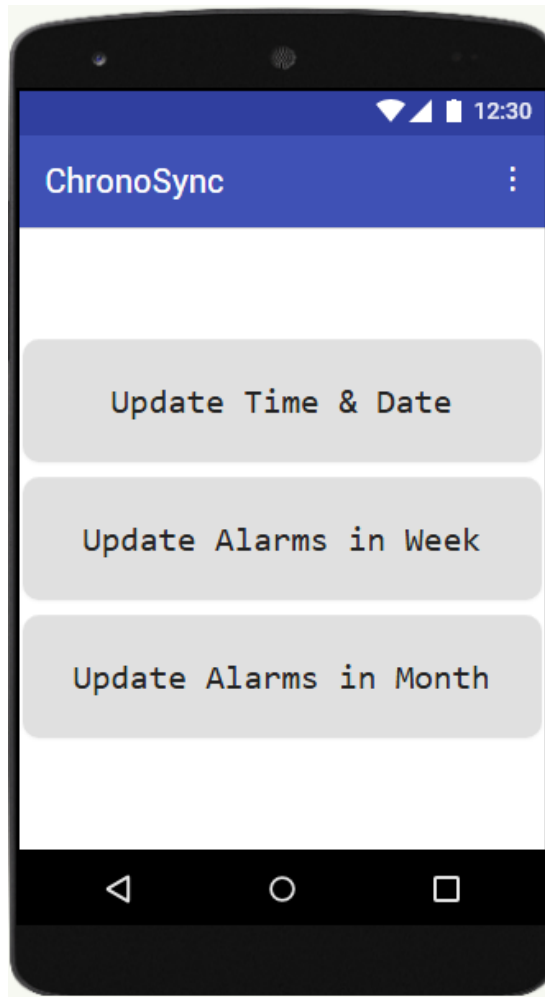 12:30
ChronoSync
Update Time & Date
Update Alarms in Week
Update Alarms in Month